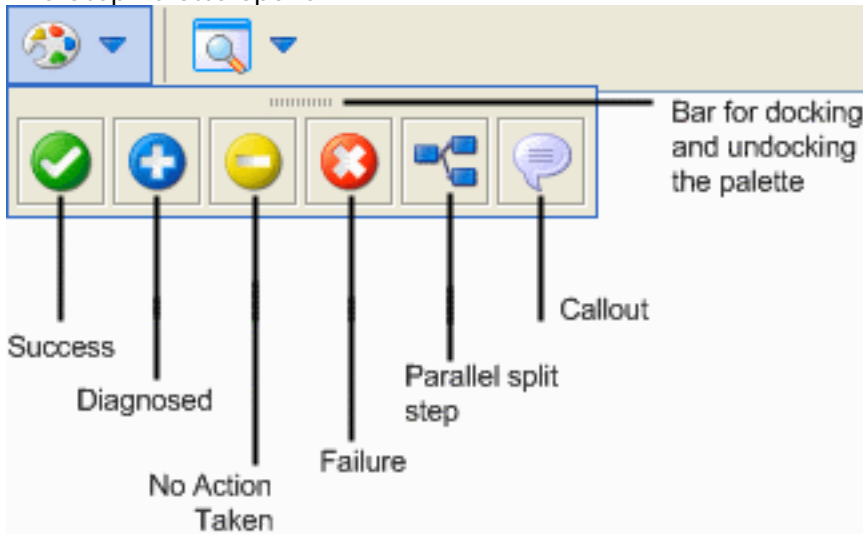 Bar for docking
and undocking
the palette
Callout
Success
Parallel split
step
Diagnosed
Failure
No Action
Taken